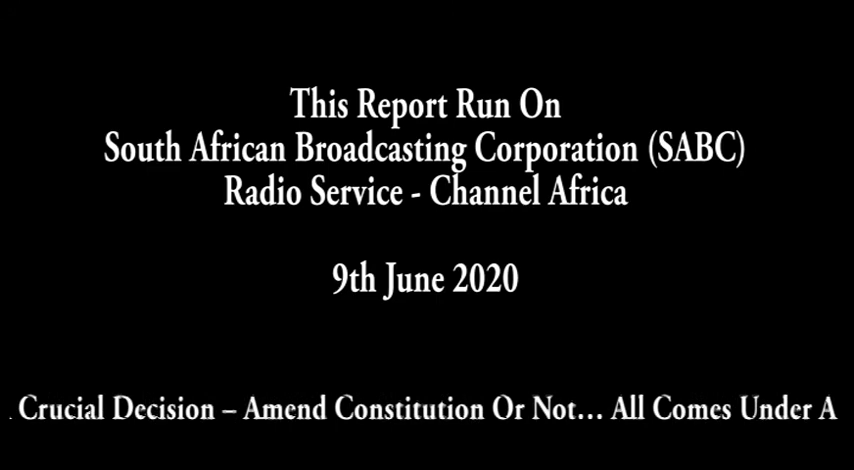 This Report Run On
South African Broadcasting Corporation (SABC)
Radio Service - Channel Africa
9th June 2020
. Crucial Decision – Amend Constitution Or Not... All Comes Under A